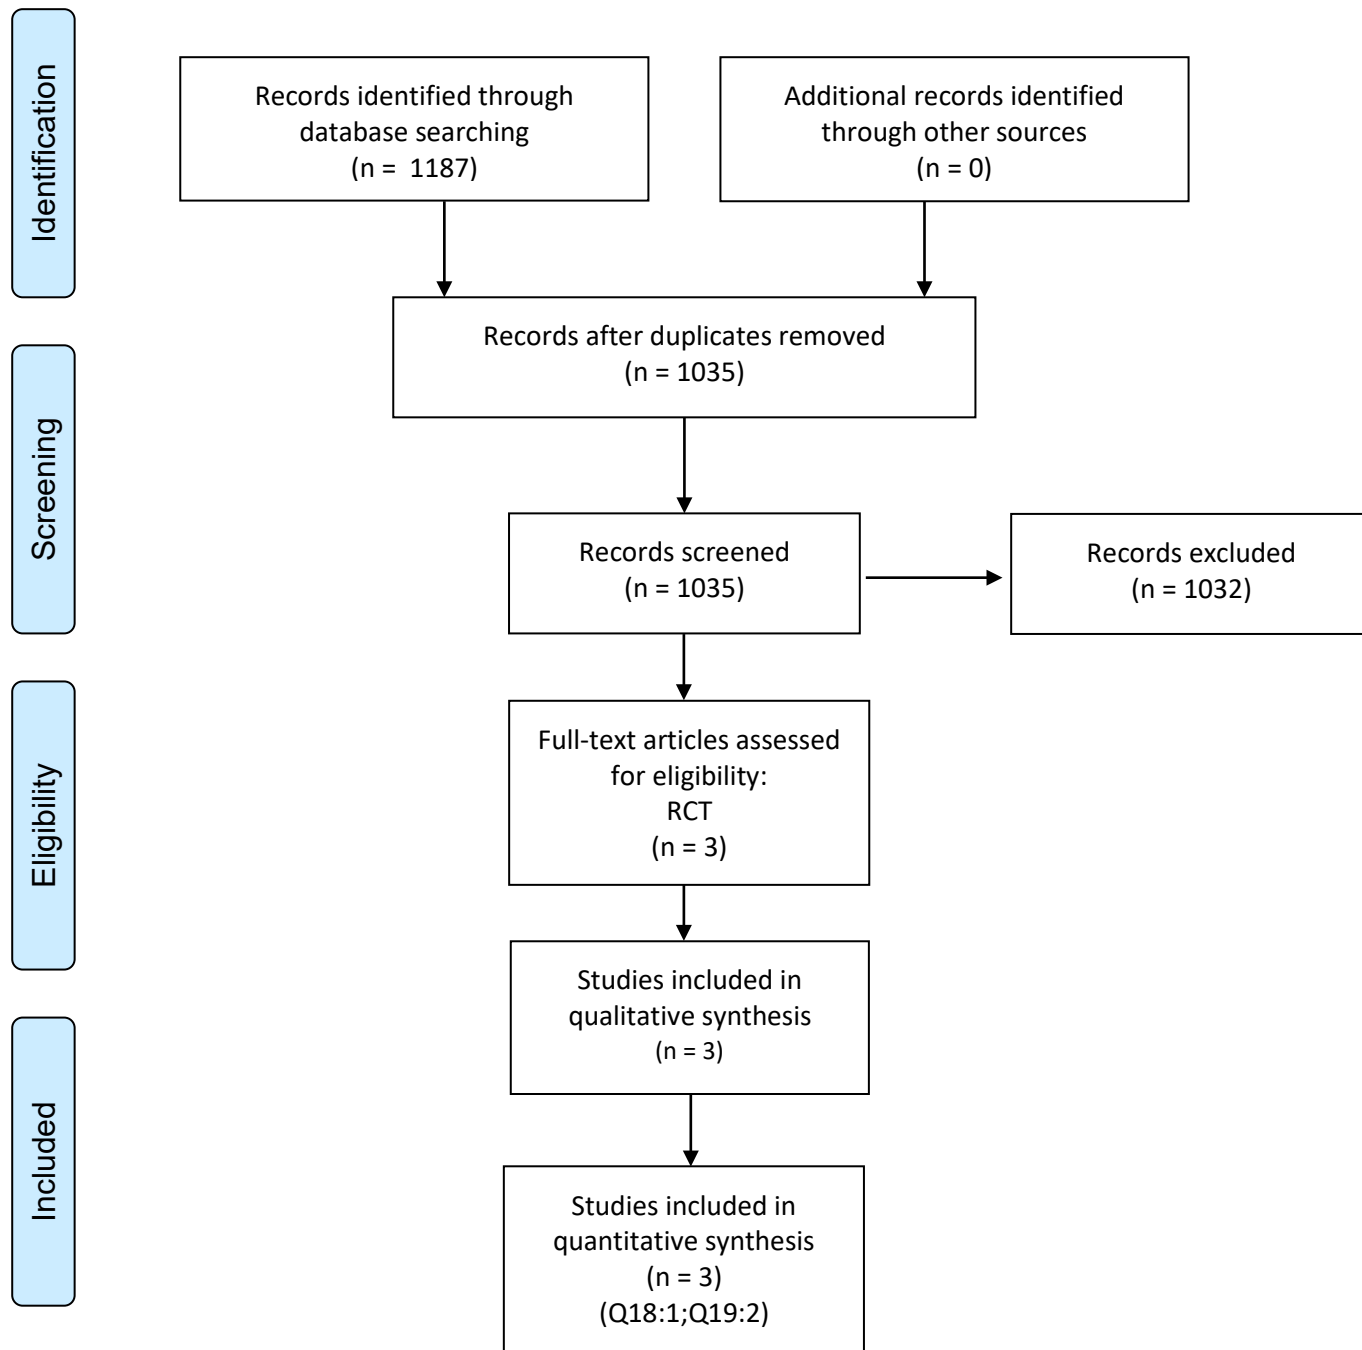 Identification
Records identified through
database searching
(n =  1187)
Additional records identified
through other sources
(n = 0)
Records after duplicates removed
(n = 1035)
Screening
Records screened
(n = 1035)
Records excluded
(n = 1032)
Eligibility
Full-text articles assessed
for eligibility:
RCT
(n = 3)
Studies included in
qualitative synthesis
(n = 3)
Included
Studies included in
quantitative synthesis
(n = 3)
(Q18:1;Q19:2)